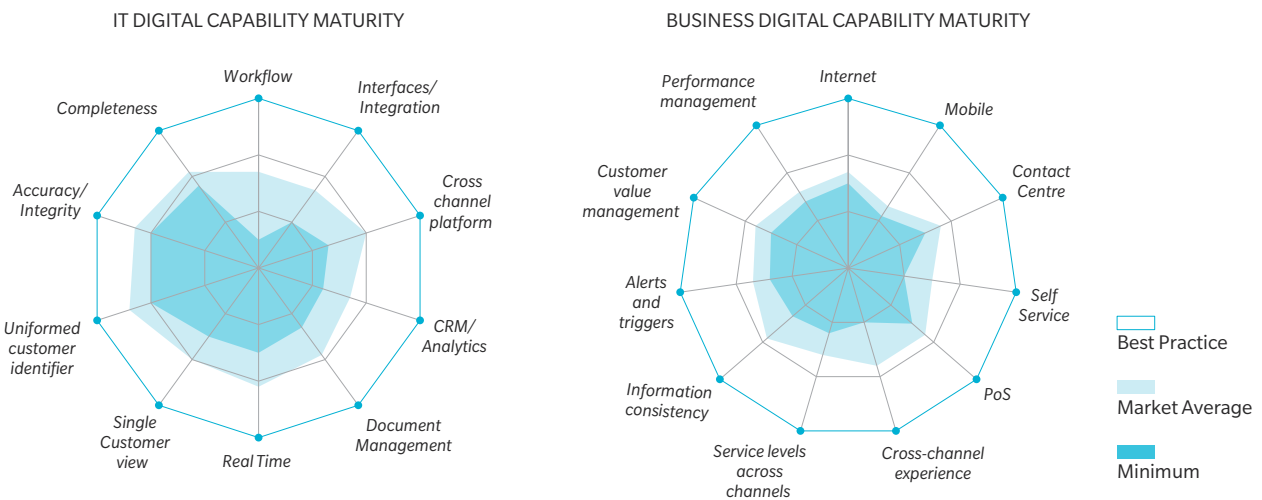 IT DIGITAL CAPABILITY MATURITY
Workflow
Interfaces/
Integration
Cross
channel
platform
CRM/
Analytics
Document
Management
Real Time
Single
Customer
view
Uniformed
customer
identifier
Accuracy/
Integrity
Completeness
BUSINESS DIGITAL CAPABILITY MATURITY
Internet
Mobile
Contact
Centre
Self
Service
PoS
Cross-channel
experience
Service levels
across
channels
Information
consistency
Alerts
and
triggers
Customer
value
management
Performance
management
Best Practice
Market Average
Minimum